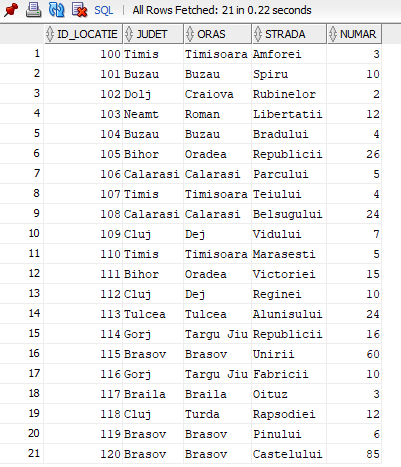 SQL | All Rows Fetched: 21 in 0.22 seconds
ID_LOCATIE JUDET ORAS STRADA NUMAR
1 100 Timis Timisoara Amforei 3
2 101 Buzau Buzau Spiru 10
3 102 Dolj Craiova Rubinelor 2
4 103 Neamt Roman Libertatii 12
5 104 Buzau Buzau Bradului 4
6 105 Bihor Oradea Republicii 26
7 106 Calarasi Calarasi Parcului 5
8 107 Timis Timisoara Teiului 4
9 108 Calarasi Calarasi Belsugului 24
10 109 Cluj Dej Vidului 7
11 110 Timis Timisoara Marasesti 5
12 111 Bihor Oradea Victoriei 15
13 112 Cluj Dej Reginei 10
14 113 Tulcea Tulcea Alunisului 24
15 114 Gorj Targu Jiu Republicii 16
16 115 Brasov Brasov Unirii 60
17 116 Gorj Targu Jiu Fabricii 10
18 117 Braila Braila Oituz 3
19 118 Cluj Turda Rapsodiei 12
20 119 Brasov Brasov Pinului 6
21 120 Brasov Brasov Castelului 85